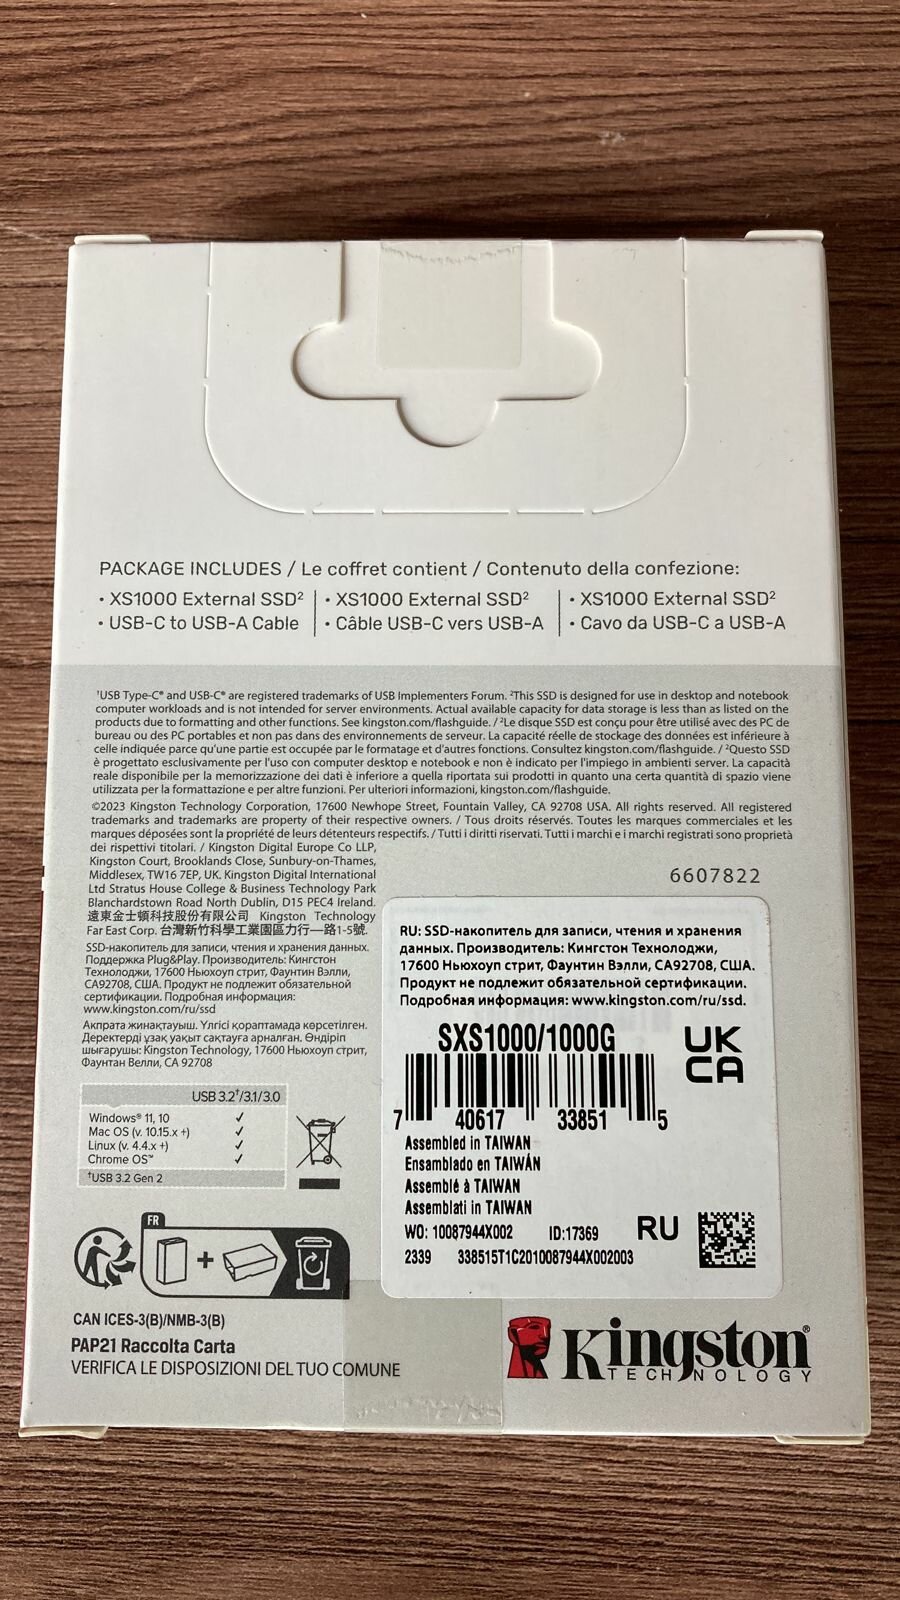 PACKAGE INCLUDES / Le coffret contient / Contenuto della confezione:
• XS1000 External SSD²
• USB-C to USB-A Cable
• XS1000 External SSD²
• Câble USB-C vers USB-A
• XS1000 External SSD²
• Cavo da USB-C a USB-A
¹USB Type-C® and USB-C® are registered trademarks of USB Implementers Forum. ²This SSD is designed for use in desktop and notebook
computer workloads and is not intended for server environments. Actual available capacity for data storage is less than as listed on the
products due to formatting and other functions. See kingston.com/flashguide. / ²Le disque SSD est conçu pour être utilisé avec des PC de
bureau ou des PC portables et non pas dans des environnements de serveur. La capacité réelle de stockage des données est inférieure à
celle indiquée parce qu'une partie est occupée par le formatage et d'autres fonctions. Consultez kingston.com/flashguide. / ²Questo SSD
è progettato esclusivamente per l'uso con computer desktop e notebook e non è indicato per l'impiego in ambienti server. La capacità
reale disponibile per la memorizzazione dei dati è inferiore a quella riportata sui prodotti in quanto una certa quantità di spazio viene
utilizzata per la formattazione e per altre funzioni. Per ulteriori informazioni, kingston.com/flashguide.
©2023 Kingston Technology Corporation, 17600 Newhope Street, Fountain Valley, CA 92708 USA. All rights reserved. All registered
trademarks and trademarks are property of their respective owners. / Tous droits réservés. Toutes les marques commerciales et les
marques déposées sont la propriété de leurs détenteurs respectifs. / Tutti i diritti riservati. Tutti i marchi e i marchi registrati sono proprietà
dei rispettivi titolari. / Kingston Digital Europe Co LLP,
Kingston Court, Brooklands Close, Sunbury-on-Thames,
Middlesex, TW16 7EP, UK. Kingston Digital International
Ltd Stratus House College & Business Technology Park
Blanchardstown Road North Dublin, D15 PEC4 Ireland.
遠東金士頓科技股份有限公司 Kingston Technology
Far East Corp. 台灣新竹科學工業園區力行一路1-5號.
SSD-накопитель для записи, чтения и хранения данных.
Поддержка Plug&Play. Производитель: Кингстон
Технолоджи, 17600 Ньюхоуп стрит, Фаунтин Вэлли,
CA92708, США. Продукт не подлежит обязательной
сертификации. Подробная информация:
www.kingston.com/ru/ssd
Ақпрата жинақтауыш. Үлгісі қораптамада көрсетілген.
Деректерді ұзақ уақыт сақтауға арналған. Өндіріп
шығарушы: Kingston Technology, 17600 Ньюхоуп стрит,
Фаунтан Велли, CA 92708
6607822
RU: SSD-накопитель для записи, чтения и хранения
данных. Производитель: Кингстон Технолоджи,
17600 Ньюхоуп стрит, Фаунтин Вэлли, CA92708, США.
Продукт не подлежит обязательной сертификации.
Подробная информация: www.kingston.com/ru/ssd.
SXS1000/1000G
UK
CA
7 40617 33851 5
Assembled in TAIWAN
Ensamblado en TAIWÁN
Assemblé à TAIWAN
Assemblati in TAIWAN
WO: 10087944X002 ID:17369
2339 338515T1C2010087944X002003
RU
USB 3.2†/3.1/3.0
Windows® 11, 10 ✓
Mac OS (v. 10.15.x +) ✓
Linux (v. 4.4.x +) ✓
Chrome OS™ ✓
†USB 3.2 Gen 2
FR
+
CAN ICES-3(B)/NMB-3(B)
PAP21 Raccolta Carta
VERIFICA LE DISPOSIZIONI DEL TUO COMUNE
Kingston®
TECHNOLOGY